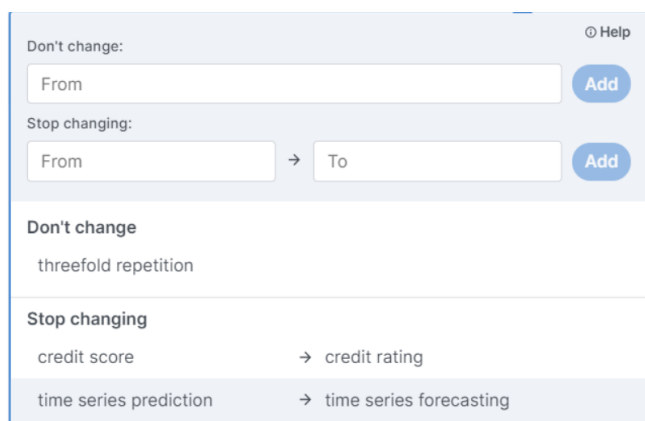 Help
Don't change:
From
Add
Stop changing:
From → To
Add
Don't change
threefold repetition
Stop changing
credit score → credit rating
time series prediction → time series forecasting